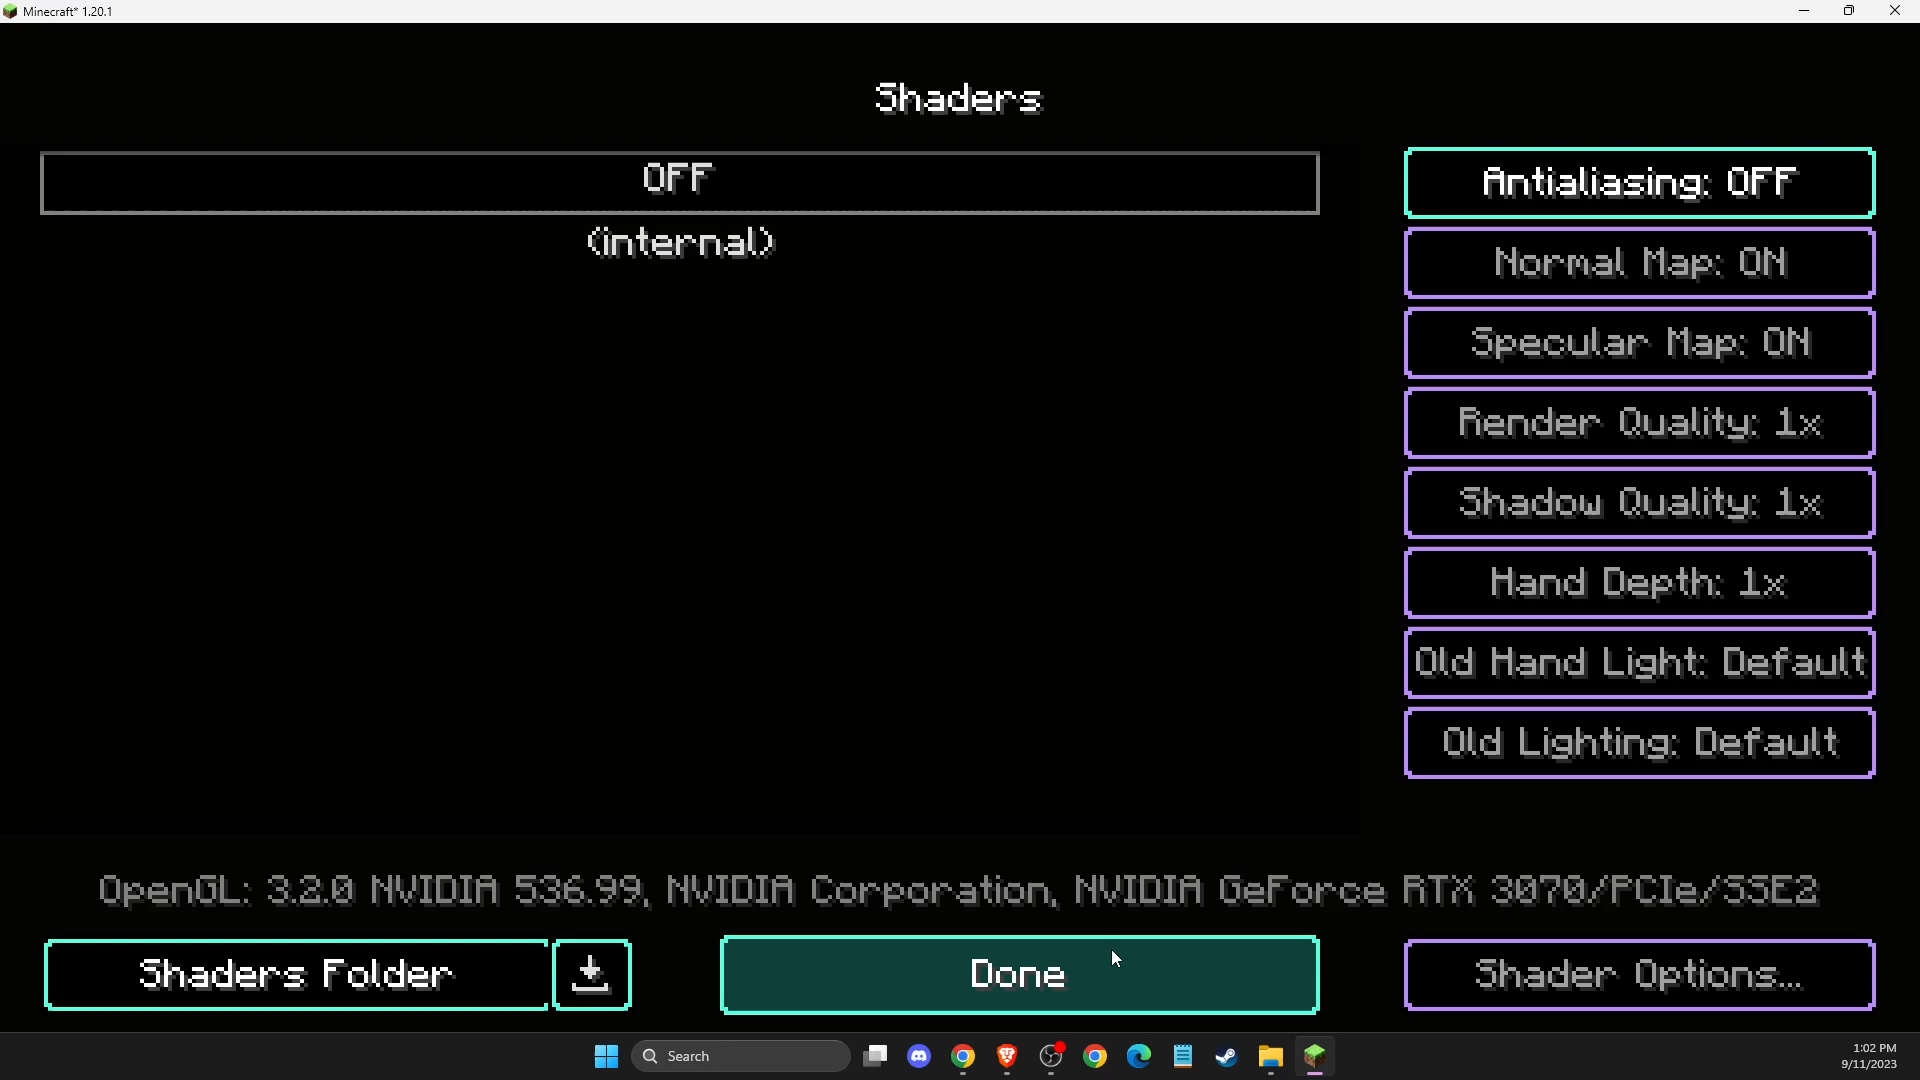 Minecraft* 1.20.1
Shaders
OFF
(internal)
Antialiasing: OFF
Normal Map: ON
Specular Map: ON
Render Quality: 1x
Shadow Quality: 1x
Hand Depth: 1x
Old Hand Light: Default
Old Lighting: Default
OpenGL: 3.2.0 NVIDIA 536.99, NVIDIA Corporation, NVIDIA GeForce RTX 3070/PCIe/SSE2
Shaders Folder
Done
Shader Options...
Search
1:02 PM
9/11/2023